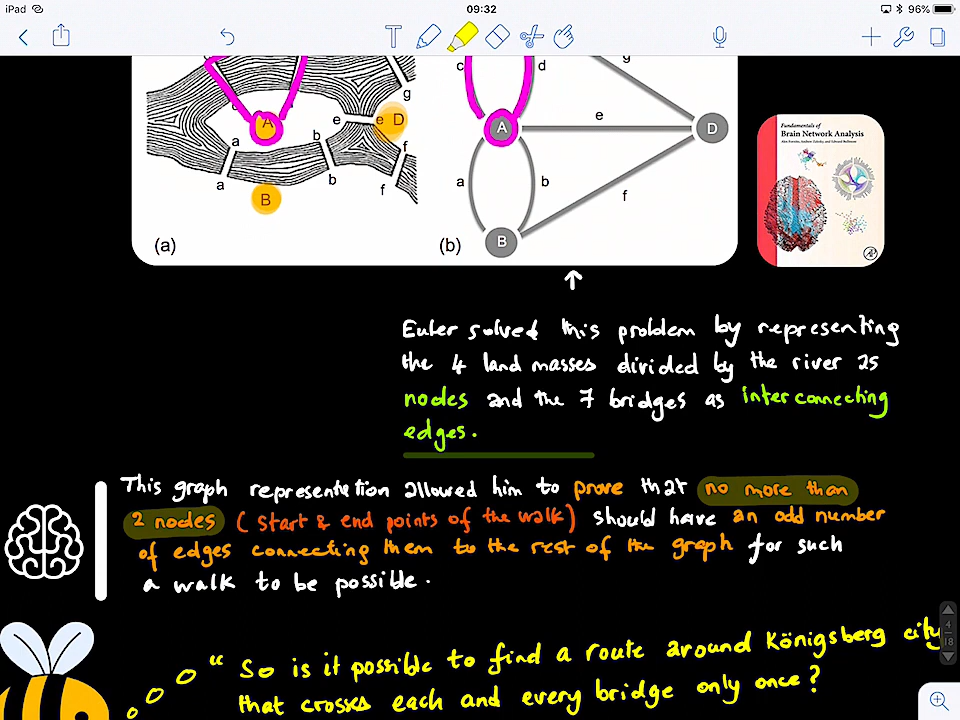 iPad
09:32
96%
c
d
g
A
A
e
e D
g
e
D
a
b
f
a
b
f
a
b
f
B
B
(a)
(b)
Fundamentals of
Brain Network Analysis
Euler solved this problem by representing
the 4 land masses divided by the river as
nodes and the 7 bridges as interconnecting
edges.
This graph representation allowed him to prove that no more than
2 nodes (start & end points of the walk) should have an odd number
of edges connecting them to the rest of the graph for such
a walk to be possible.
4
18
"So is it possible to find a route around Königsberg city
that crosses each and every bridge only once?